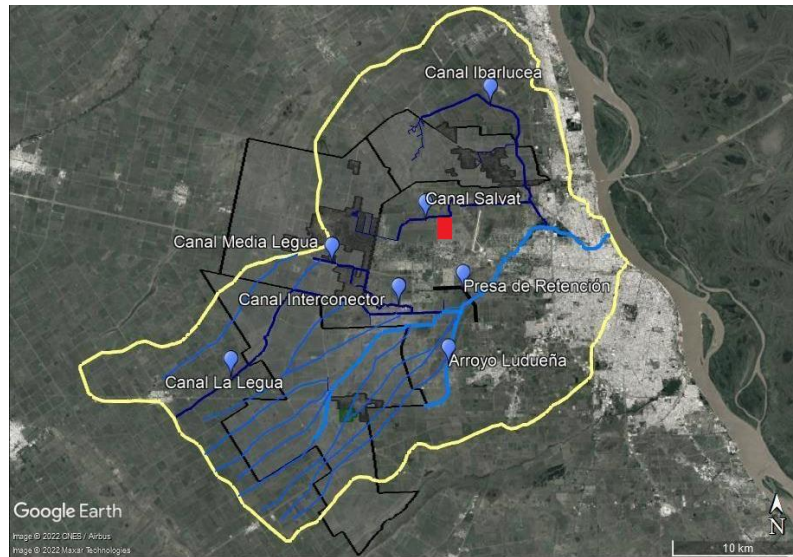 Canal Ibarlucea
Canal Salvat
Canal Media Legua
Canal Interconector
Presa de Retención
Arroyo Ludueña
Canal La Legua
Google Earth
Image © 2022 CNES / Airbus
Image © 2022 Maxar Technologies
N
10 km